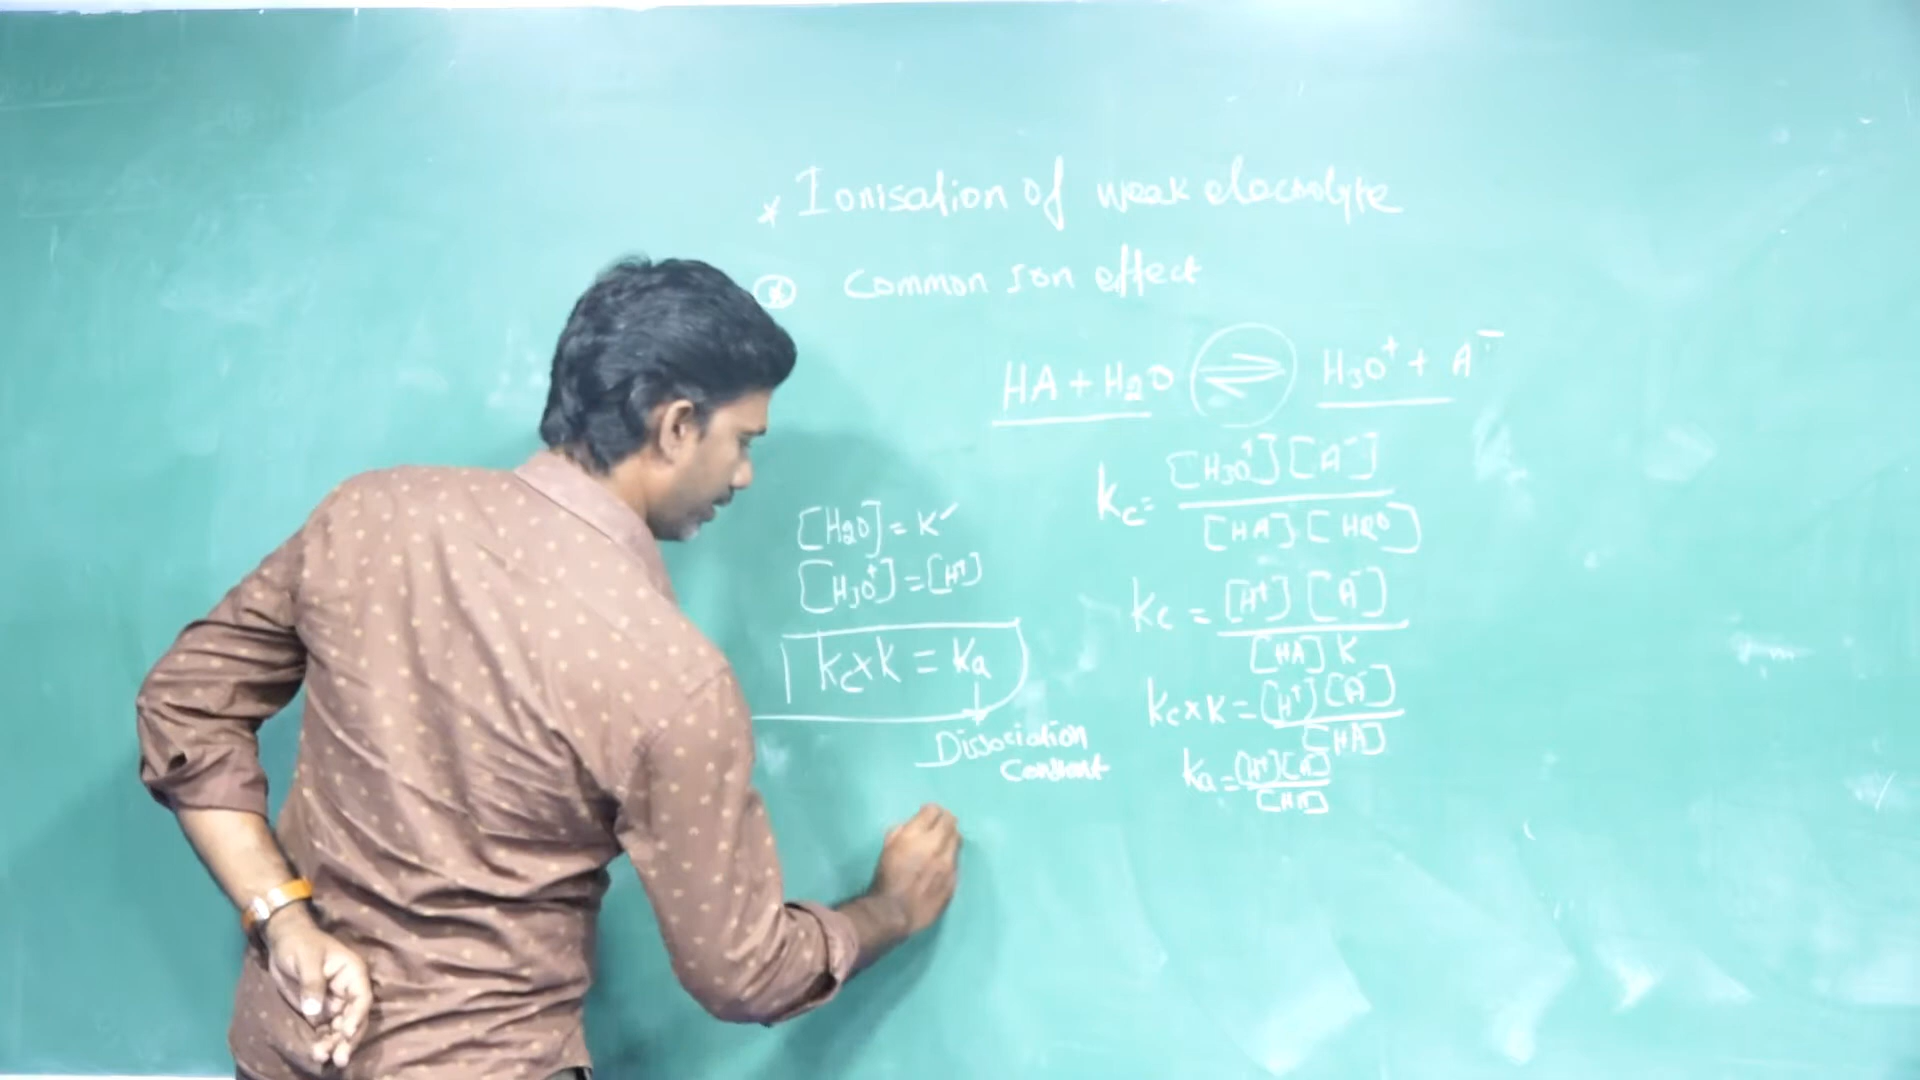 * Ionisation of weak electrolyte
* Common Ion effect
HA + H2O ⇌ H3O+ + A-
Kc = [H3O+] [A-] / [HA] [H2O]
[H2O] = K
[H3O+] = [H+]
Kc = [H+] [A-] / [HA] K
Kc x K = Ka
Kc x K = [H+] [A-] / [HA]
Dissociation
Constant
Ka = [H+] [A-] / [HA]